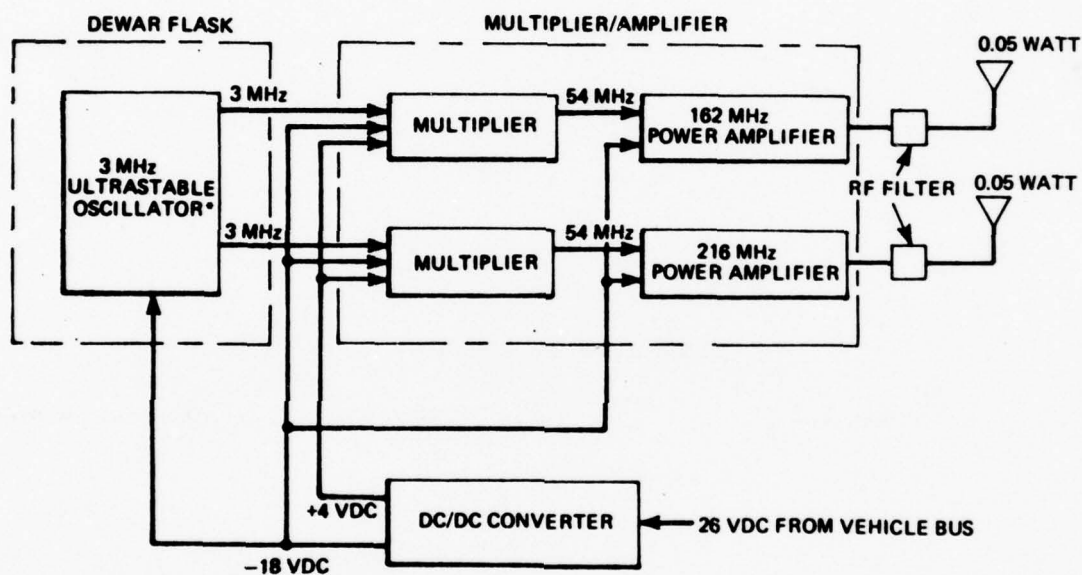 DEWAR FLASK
MULTIPLIER/AMPLIFIER
0.05 WATT
3 MHz
54 MHz
MULTIPLIER
162 MHz
POWER AMPLIFIER
3 MHz
ULTRASTABLE
OSCILLATOR*
RF FILTER
0.05 WATT
3 MHz
54 MHz
MULTIPLIER
216 MHz
POWER AMPLIFIER
+4 VDC
DC/DC CONVERTER
26 VDC FROM VEHICLE BUS
−18 VDC